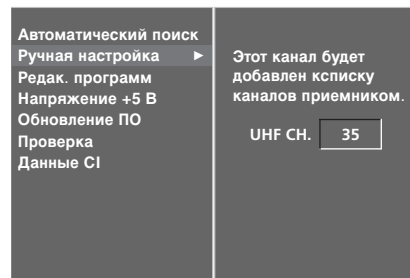 Автоматический поиск
Ручная настройка ►
Редак. программ
Напряжение +5 В
Обновление ПО
Проверка
Данные CI
Этот канал будет
добавлен ксписку
каналов приемником.
UHF CH. 35